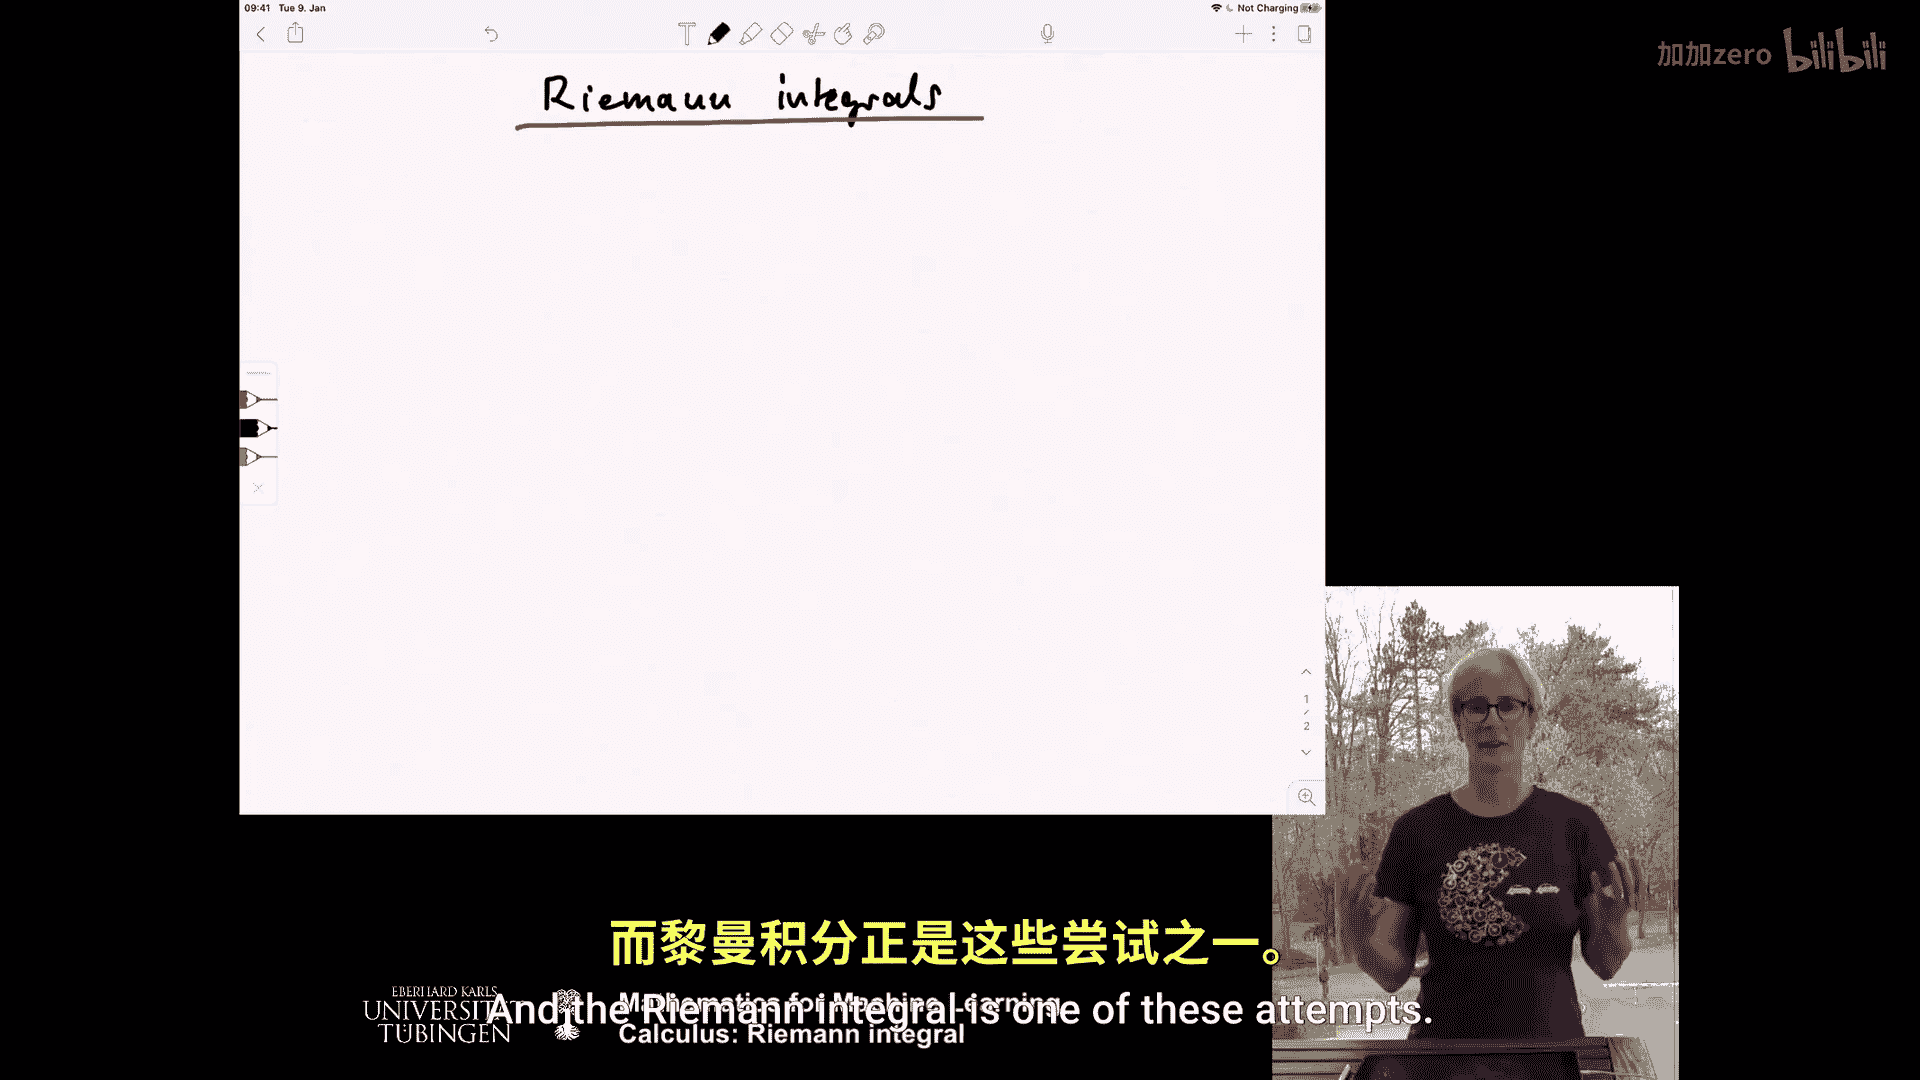 09:41 Tue 9. Jan
Not Charging
加加zero bilibili
Riemann integrals
1
2
而黎曼积分正是这些尝试之一。
And the Riemann integral is one of these attempts.
EBERHARD KARLS
UNIVERSITÄT
TÜBINGEN
Mathematics for Machine Learning
Calculus: Riemann integral